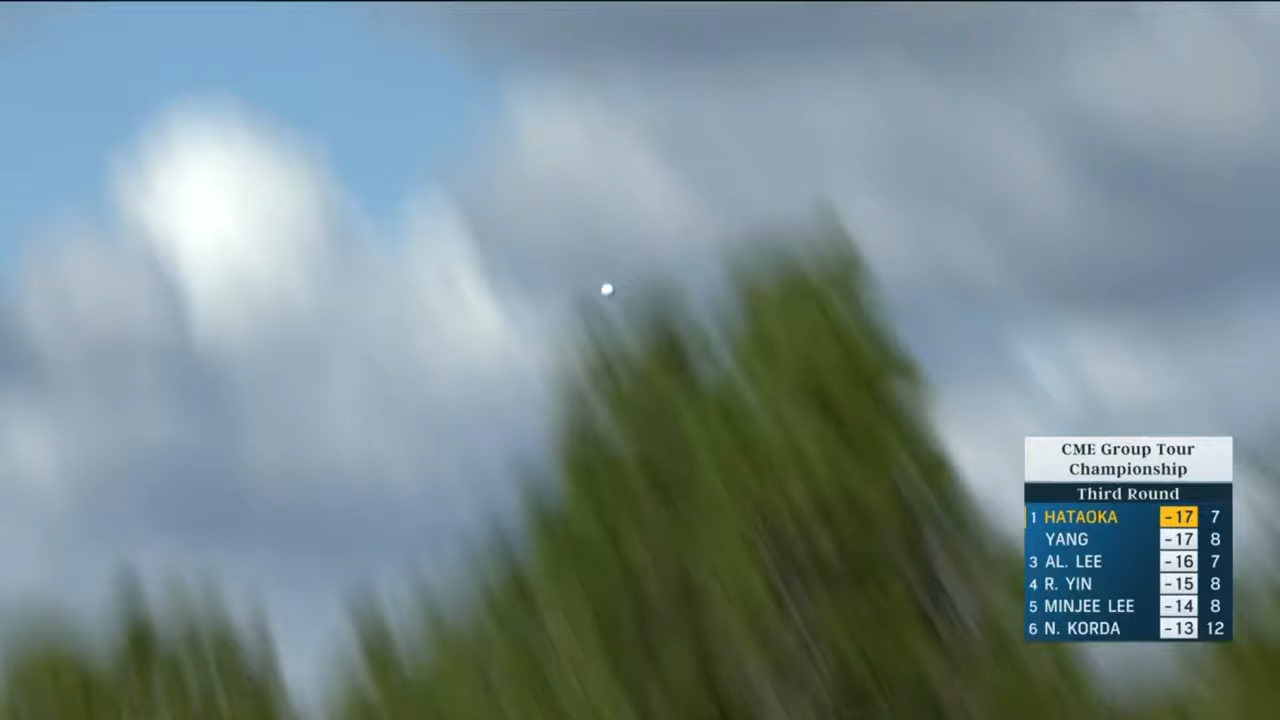 CME Group Tour
Championship
Third Round
1 HATAOKA -17 7
YANG -17 8
3 AL. LEE -16 7
4 R. YIN -15 8
5 MINJEE LEE -14 8
6 N. KORDA -13 12